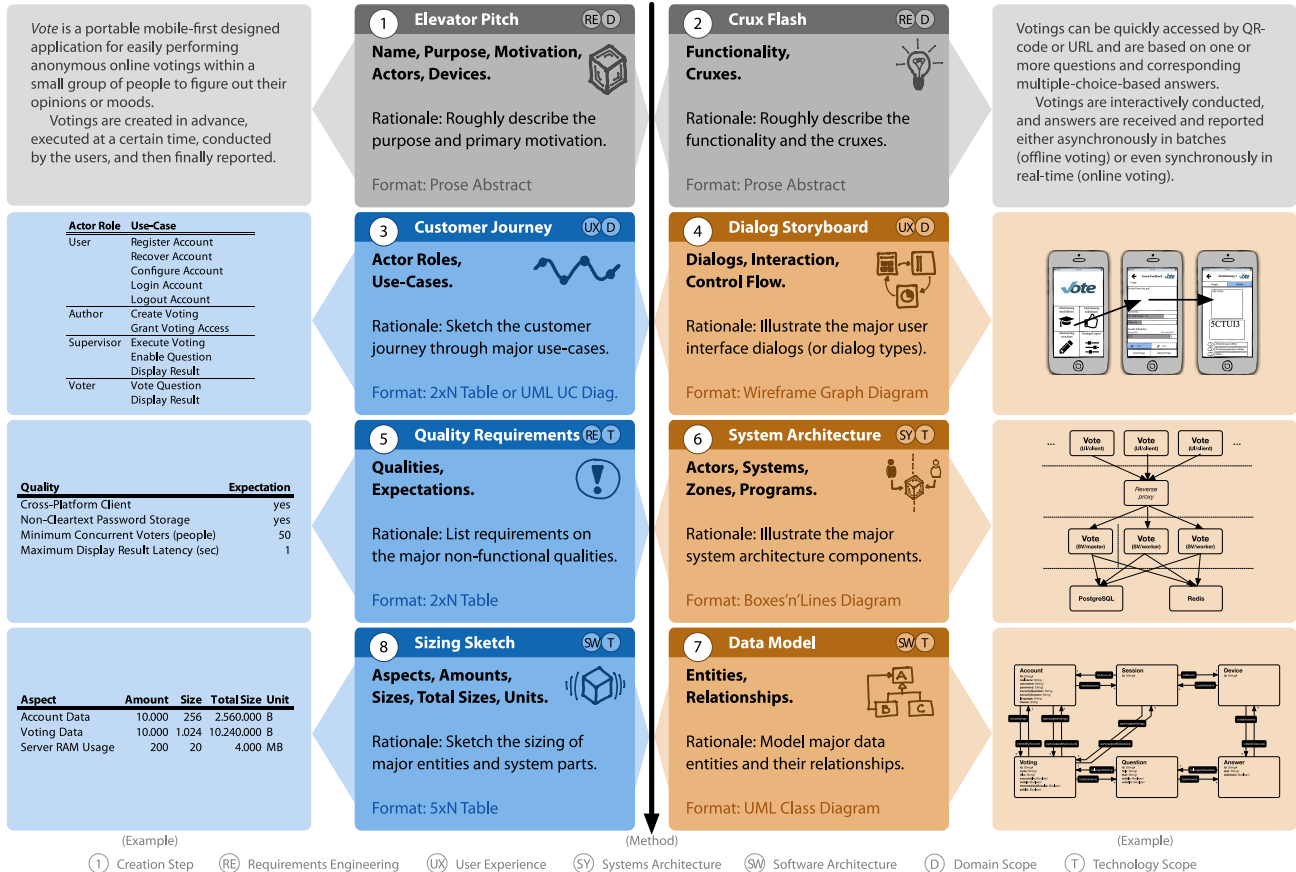 Vote is a portable mobile-first designed
application for easily performing
anonymous online votings within a
small group of people to figure out their
opinions or moods.
Votings are created in advance,
executed at a certain time, conducted
by the users, and then finally reported.
1 Elevator Pitch RE D
Name, Purpose, Motivation,
Actors, Devices.
Rationale: Roughly describe the
purpose and primary motivation.
Format: Prose Abstract
2 Crux Flash RE D
Functionality,
Cruxes.
Rationale: Roughly describe the
functionality and the cruxes.
Format: Prose Abstract
Votings can be quickly accessed by QR-
code or URL and are based on one or
more questions and corresponding
multiple-choice-based answers.
Votings are interactively conducted,
and answers are received and reported
either asynchronously in batches
(offline voting) or even synchronously in
real-time (online voting).
Actor Role Use-Case
User Register Account
Recover Account
Configure Account
Login Account
Logout Account
Author Create Voting
Grant Voting Access
Supervisor Execute Voting
Enable Question
Display Result
Voter Vote Question
Display Result
3 Customer Journey UX D
Actor Roles,
Use-Cases.
Rationale: Sketch the customer
journey through major use-cases.
Format: 2xN Table or UML UC Diag.
4 Dialog Storyboard UX D
Dialogs, Interaction,
Control Flow.
Rationale: Illustrate the major user
interface dialogs (or dialog types).
Format: Wireframe Graph Diagram
Vote
5CTUI3
Quality Expectation
Cross-Platform Client yes
Non-Cleartext Password Storage yes
Minimum Concurrent Voters (people) 50
Maximum Display Result Latency (sec) 1
5 Quality Requirements RE T
Qualities,
Expectations.
Rationale: List requirements on
the major non-functional qualities.
Format: 2xN Table
6 System Architecture SY T
Actors, Systems,
Zones, Programs.
Rationale: Illustrate the major
system architecture components.
Format: Boxes'n'Lines Diagram
... Vote Vote Vote ...
(UI/client) (UI/client) (UI/client)
Reverse
proxy
Vote Vote Vote
(SV/master) (SV/worker) (SV/worker)
PostgreSQL Redis
Aspect Amount Size Total Size Unit
Account Data 10.000 256 2.560.000 B
Voting Data 10.000 1.024 10.240.000 B
Server RAM Usage 200 20 4.000 MB
8 Sizing Sketch SW T
Aspects, Amounts,
Sizes, Total Sizes, Units.
Rationale: Sketch the sizing of
major entities and system parts.
Format: 5xN Table
7 Data Model SW T
Entities,
Relationships.
A
B C
Rationale: Model major data
entities and their relationships.
Format: UML Class Diagram
Account Session Device
Voting Question Answer
(Example) (Method) (Example)
1 Creation Step RE Requirements Engineering UX User Experience SY Systems Architecture SW Software Architecture D Domain Scope T Technology Scope